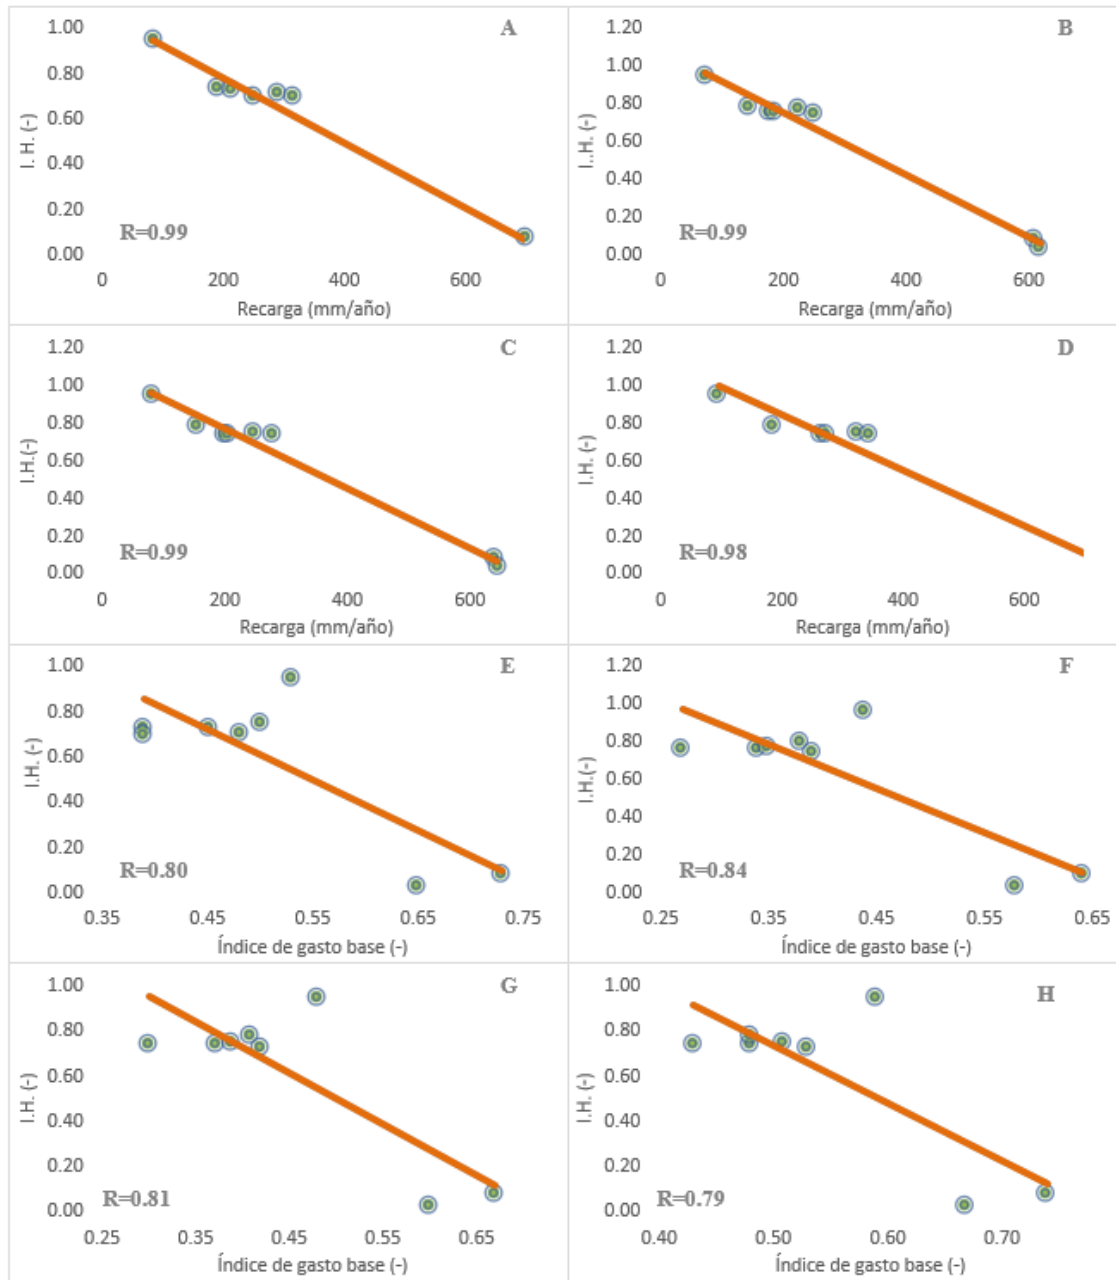 A
1.00
0.80
0.60
0.40
0.20
0.00
I. H. (-)
R=0.99
0 200 400 600
Recarga (mm/año)
B
1.20
1.00
0.80
0.60
0.40
0.20
0.00
I..H. (-)
R=0.99
0 200 400 600
Recarga (mm/año)
C
1.20
1.00
0.80
0.60
0.40
0.20
0.00
I.H.(-)
R=0.99
0 200 400 600
Recarga (mm/año)
D
1.20
1.00
0.80
0.60
0.40
0.20
0.00
I.H. (-)
R=0.98
0 200 400 600
Recarga (mm/año)
E
1.00
0.80
0.60
0.40
0.20
0.00
I.H. (-)
R=0.80
0.35 0.45 0.55 0.65 0.75
Índice de gasto base (-)
F
1.20
1.00
0.80
0.60
0.40
0.20
0.00
I.H.(-)
R=0.84
0.25 0.35 0.45 0.55 0.65
Índice de gasto base (-)
G
1.00
0.80
0.60
0.40
0.20
0.00
I.H. (-)
R=0.81
0.25 0.35 0.45 0.55 0.65
Índice de gasto base (-)
H
1.00
0.80
0.60
0.40
0.20
0.00
I.H. (-)
R=0.79
0.40 0.50 0.60 0.70
Índice de gasto base (-)